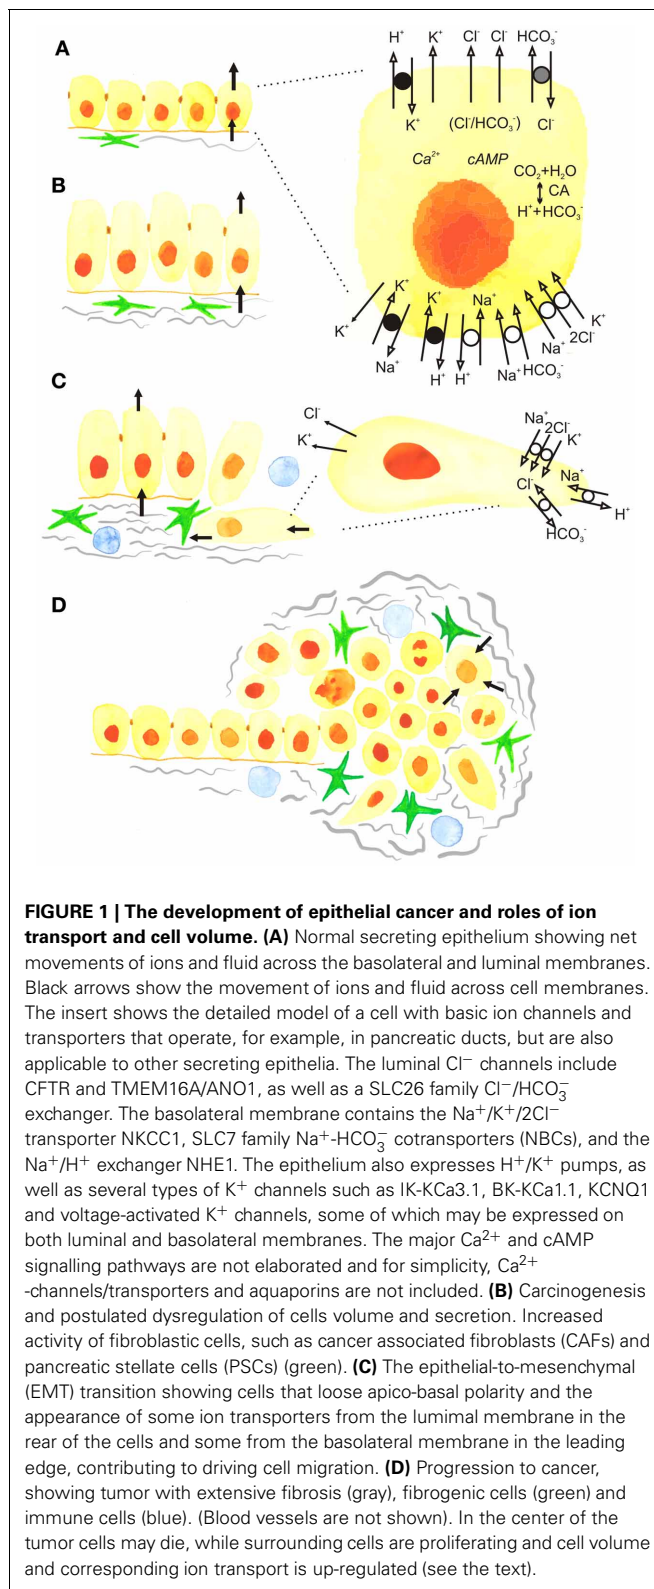 A
H⁺ K⁺ Cl⁻ Cl⁻ HCO₃⁻
K⁺ (Cl⁻/HCO₃⁻) Cl⁻
Ca²⁺ cAMP
CO₂+H₂O
CA
H⁺+HCO₃⁻
B
K⁺ K⁺ Na⁺
K⁺ K⁺
Na⁺ 2Cl⁻
Na⁺ H⁺ H⁺ Na⁺ HCO₃⁻
C
Cl⁻
K⁺
Na⁺
2Cl⁻
K⁺
Cl⁻ Na⁺
H⁺
HCO₃⁻
D
FIGURE 1 | The development of epithelial cancer and roles of ion
transport and cell volume. (A) Normal secreting epithelium showing net
movements of ions and fluid across the basolateral and luminal membranes.
Black arrows show the movement of ions and fluid across cell membranes.
The insert shows the detailed model of a cell with basic ion channels and
transporters that operate, for example, in pancreatic ducts, but are also
applicable to other secreting epithelia. The luminal Cl⁻ channels include
CFTR and TMEM16A/ANO1, as well as a SLC26 family Cl⁻/HCO₃⁻
exchanger. The basolateral membrane contains the Na⁺/K⁺/2Cl⁻
transporter NKCC1, SLC7 family Na⁺-HCO₃⁻ cotransporters (NBCs), and the
Na⁺/H⁺ exchanger NHE1. The epithelium also expresses H⁺/K⁺ pumps, as
well as several types of K⁺ channels such as IK-KCa3.1, BK-KCa1.1, KCNQ1
and voltage-activated K⁺ channels, some of which may be expressed on
both luminal and basolateral membranes. The major Ca²⁺ and cAMP
signalling pathways are not elaborated and for simplicity, Ca²⁺
-channels/transporters and aquaporins are not included. (B) Carcinogenesis
and postulated dysregulation of cells volume and secretion. Increased
activity of fibroblastic cells, such as cancer associated fibroblasts (CAFs) and
pancreatic stellate cells (PSCs) (green). (C) The epithelial-to-mesenchymal
(EMT) transition showing cells that loose apico-basal polarity and the
appearance of some ion transporters from the lumimal membrane in the
rear of the cells and some from the basolateral membrane in the leading
edge, contributing to driving cell migration. (D) Progression to cancer,
showing tumor with extensive fibrosis (gray), fibrogenic cells (green) and
immune cells (blue). (Blood vessels are not shown). In the center of the
tumor cells may die, while surrounding cells are proliferating and cell volume
and corresponding ion transport is up-regulated (see the text).